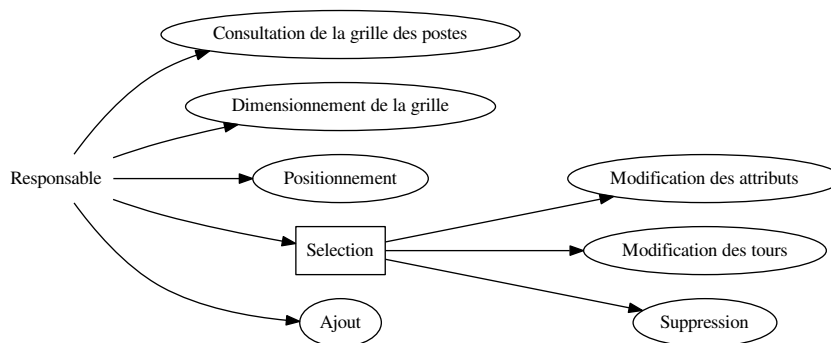 Consultation de la grille des postes
Dimensionnement de la grille
Responsable
Positionnement
Modification des attributs
Selection
Modification des tours
Ajout
Suppression